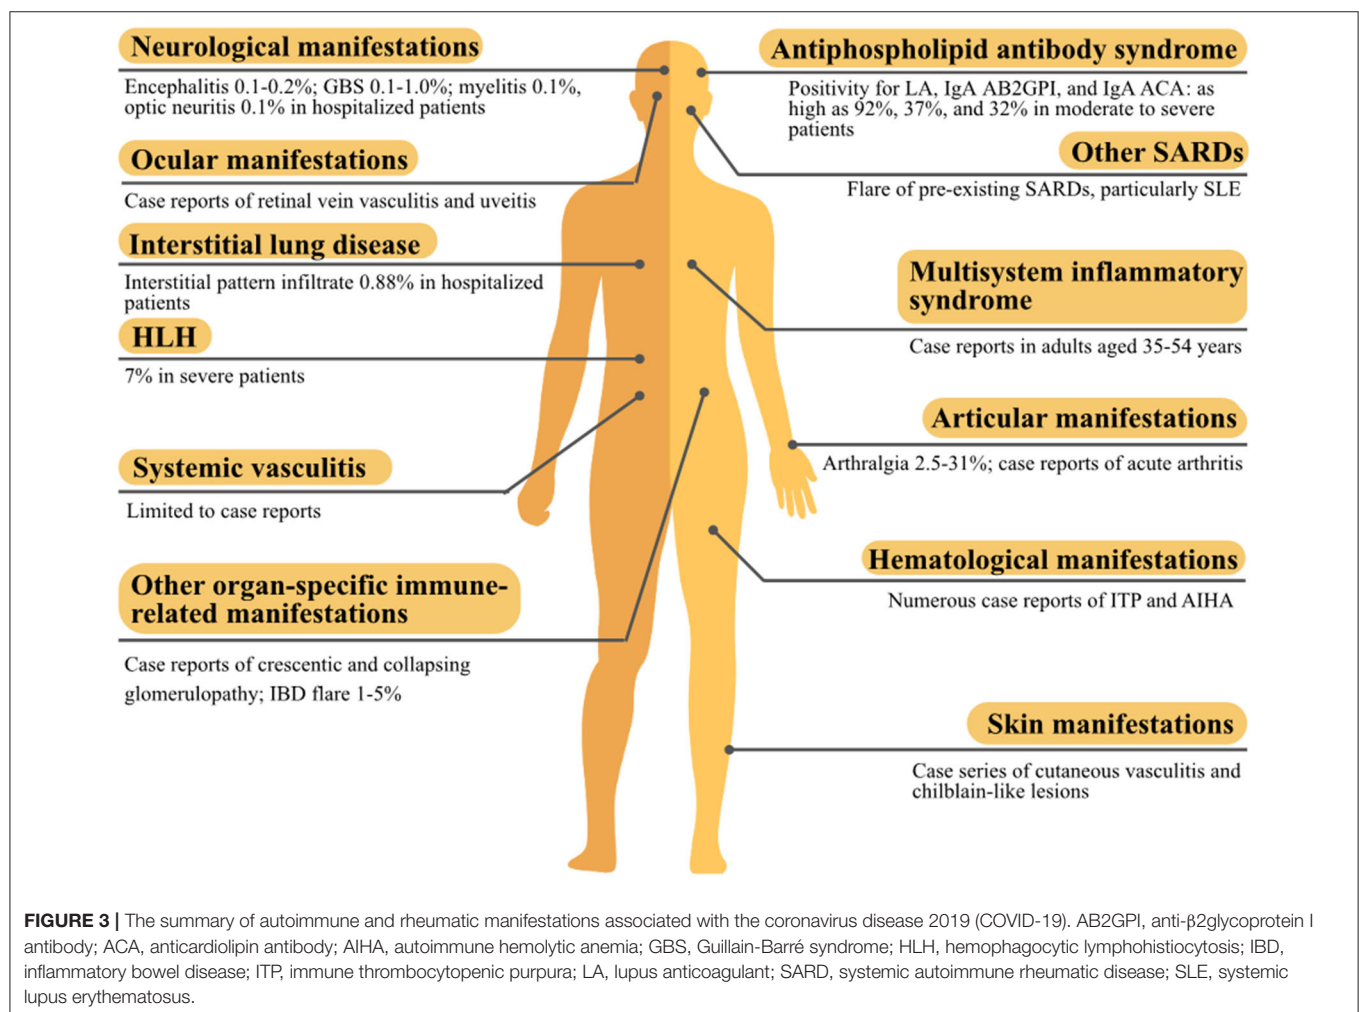 Neurological manifestations
Encephalitis 0.1-0.2%; GBS 0.1-1.0%; myelitis 0.1%,
optic neuritis 0.1% in hospitalized patients
Ocular manifestations
Case reports of retinal vein vasculitis and uveitis
Interstitial lung disease
Interstitial pattern infiltrate 0.88% in hospitalized
patients
HLH
7% in severe patients
Systemic vasculitis
Limited to case reports
Other organ-specific immune-
related manifestations
Case reports of crescentic and collapsing
glomerulopathy; IBD flare 1-5%
Antiphospholipid antibody syndrome
Positivity for LA, IgA AB2GPI, and IgA ACA: as
high as 92%, 37%, and 32% in moderate to severe
patients
Other SARDs
Flare of pre-existing SARDs, particularly SLE
Multisystem inflammatory
syndrome
Case reports in adults aged 35-54 years
Articular manifestations
Arthralgia 2.5-31%; case reports of acute arthritis
Hematological manifestations
Numerous case reports of ITP and AIHA
Skin manifestations
Case series of cutaneous vasculitis and
chilblain-like lesions
FIGURE 3 | The summary of autoimmune and rheumatic manifestations associated with the coronavirus disease 2019 (COVID-19). AB2GPI, anti-β2glycoprotein I
antibody; ACA, anticardiolipin antibody; AIHA, autoimmune hemolytic anemia; GBS, Guillain-Barré syndrome; HLH, hemophagocytic lymphohistiocytosis; IBD,
inflammatory bowel disease; ITP, immune thrombocytopenic purpura; LA, lupus anticoagulant; SARD, systemic autoimmune rheumatic disease; SLE, systemic
lupus erythematosus.